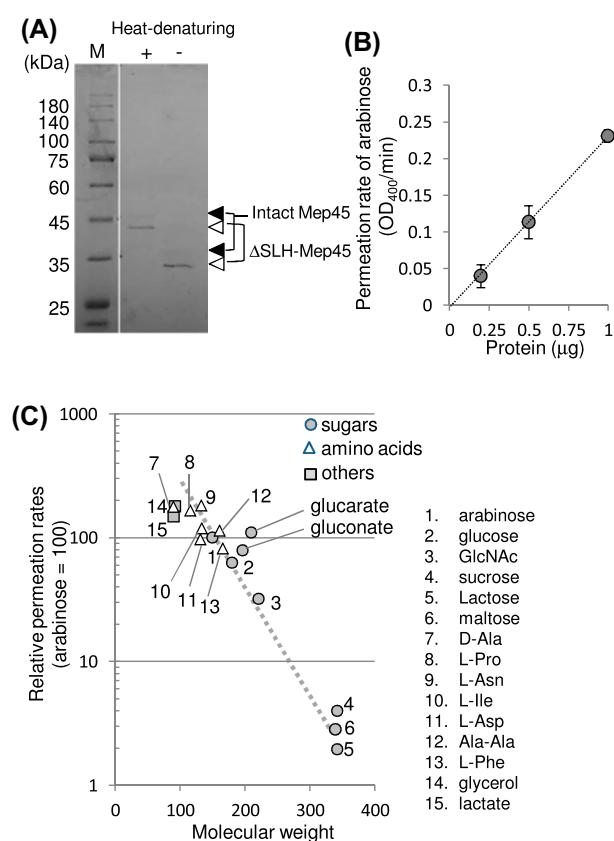 (A)
Heat-denaturing
M + -
(kDa)
180
140
100
75
60
45
35
25
Intact Mep45
ΔSLH-Mep45
(B)
Permeation rate of arabinose
(OD400/min)
0.3
0.25
0.2
0.15
0.1
0.05
0
0 0.25 0.5 0.75 1
Protein (μg)
(C)
Relative permeation rates
(arabinose = 100)
1000
100
10
1
0 100 200 300 400
Molecular weight
sugars
amino acids
others
7 8
14 9 12
15
glucarate
gluconate
1 2
10 11 13
3
4
6
5
1. arabinose
2. glucose
3. GlcNAc
4. sucrose
5. Lactose
6. maltose
7. D-Ala
8. L-Pro
9. L-Asn
10. L-Ile
11. L-Asp
12. Ala-Ala
13. L-Phe
14. glycerol
15. lactate